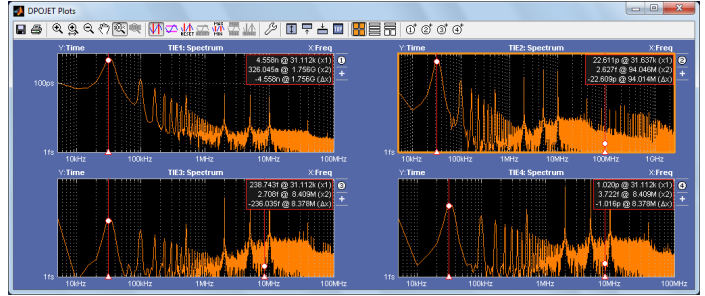 DPOJET Plots
Y:Time TIE1: Spectrum X:Freq
4.558n @ 31.112k (x1)
326.045a @ 1.756G (x2)
-4.558n @ 1.756G (Δx)
1
+
100ps
1fs
10kHz 100kHz 1MHz 10MHz 100MHz
Y:Time TIE2: Spectrum X:Freq
22.611p @ 31.637k (x1)
2.627f @ 94.046M (x2)
-22.609p @ 94.014M (Δx)
2
+
1fs
10kHz 100kHz 1MHz 10MHz 100MHz 1GHz
Y:Time TIE3: Spectrum X:Freq
238.743f @ 31.112k (x1)
2.708f @ 8.409M (x2)
-236.035f @ 8.378M (Δx)
3
+
1fs
10kHz 100kHz 1MHz 10MHz 100MHz
Y:Time TIE4: Spectrum X:Freq
1.020p @ 31.112k (x1)
3.722f @ 8.409M (x2)
-1.016p @ 8.378M (Δx)
4
+
1fs
10kHz 100kHz 1MHz 10MHz 100MHz